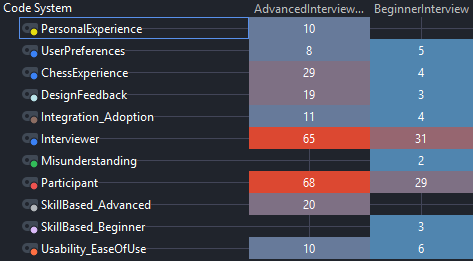 Code System AdvancedInterview... BeginnerInterview
PersonalExperience 10
UserPreferences 8 5
ChessExperience 29 4
DesignFeedback 19 3
Integration_Adoption 11 4
Interviewer 65 31
Misunderstanding 2
Participant 68 29
SkillBased_Advanced 20
SkillBased_Beginner 3
Usability_EaseOfUse 10 6